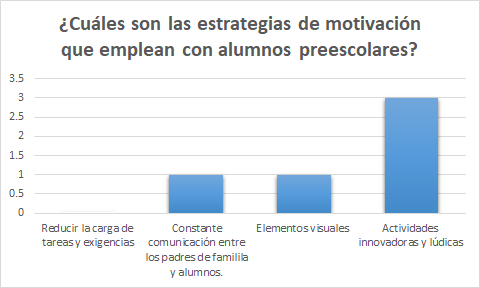 ¿Cuáles son las estrategias de motivación
que emplean con alumnos preescolares?
3.5
3
2.5
2
1.5
1
0.5
0
Reducir la carga de
tareas y exigencias
Constante
comunicación entre
los padres de familila
y alumnos.
Elementos visuales
Actividades
innovadoras y lúdicas